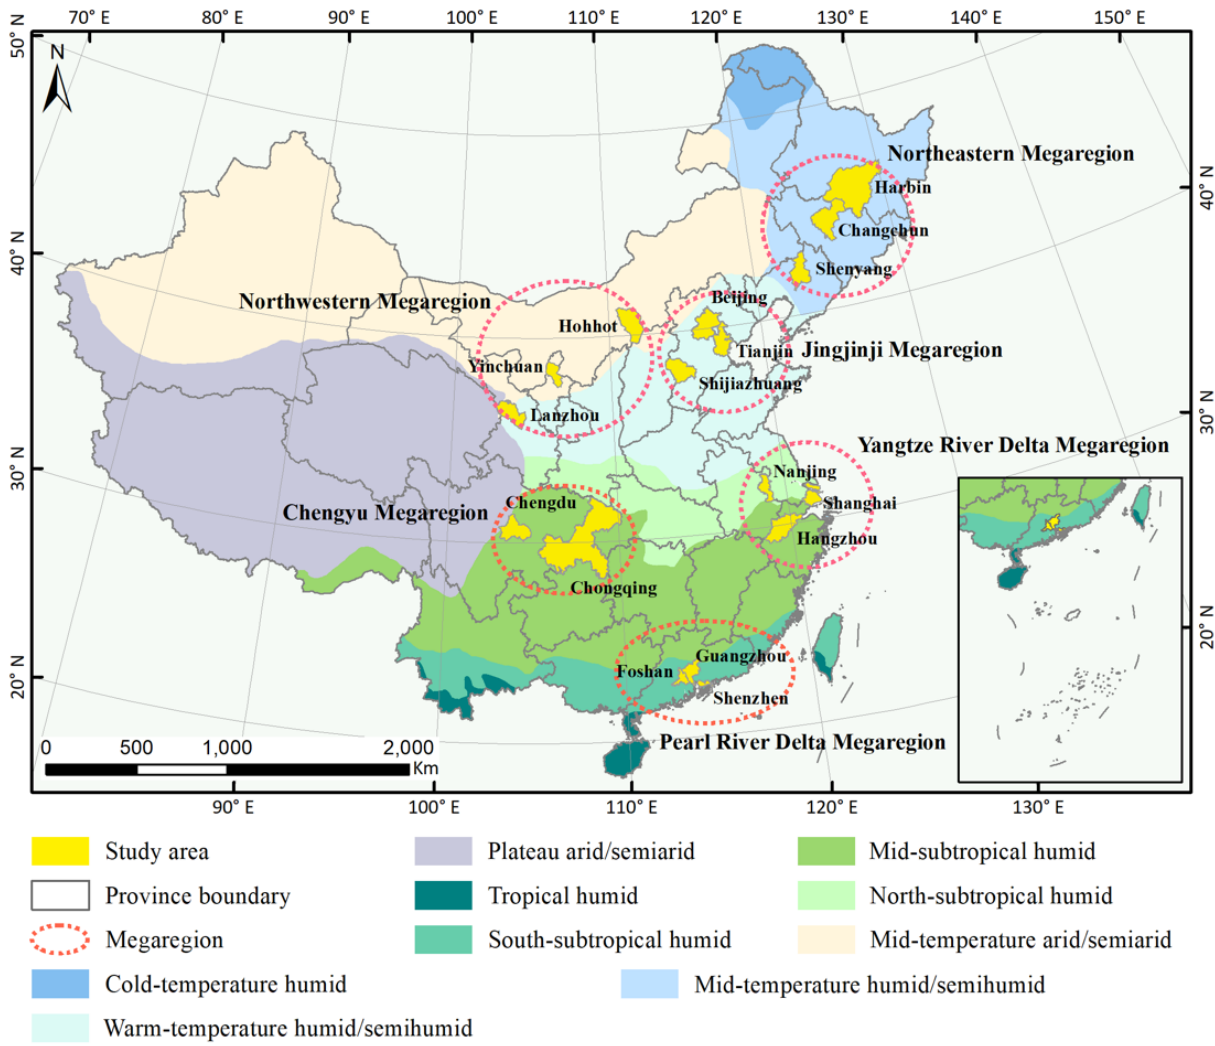 70° E 80° E 90° E 100° E 110° E 120° E 130° E 140° E 150° E
50° N
N
Northeastern Megaregion
40° N
Harbin
Changchun
40° N
Shenyang
Northwestern Megaregion
Beijing
Hohhot
Tianjin
Jingjinji Megaregion
Yinchuan
Shijiazhuang
Lanzhou
30° N
Yangtze River Delta Megaregion
30° N
Nanjing
Chengdu
Shanghai
Chengyu Megaregion
Hangzhou
Chongqing
20° N
Guangzhou
Foshan
20° N
Shenzhen
Pearl River Delta Megaregion
0 500 1,000 2,000
Km
90° E 100° E 110° E 120° E 130° E
Study area
Plateau arid/semiarid
Mid-subtropical humid
Province boundary
Tropical humid
North-subtropical humid
Megaregion
South-subtropical humid
Mid-temperature arid/semiarid
Cold-temperature humid
Mid-temperature humid/semihumid
Warm-temperature humid/semihumid